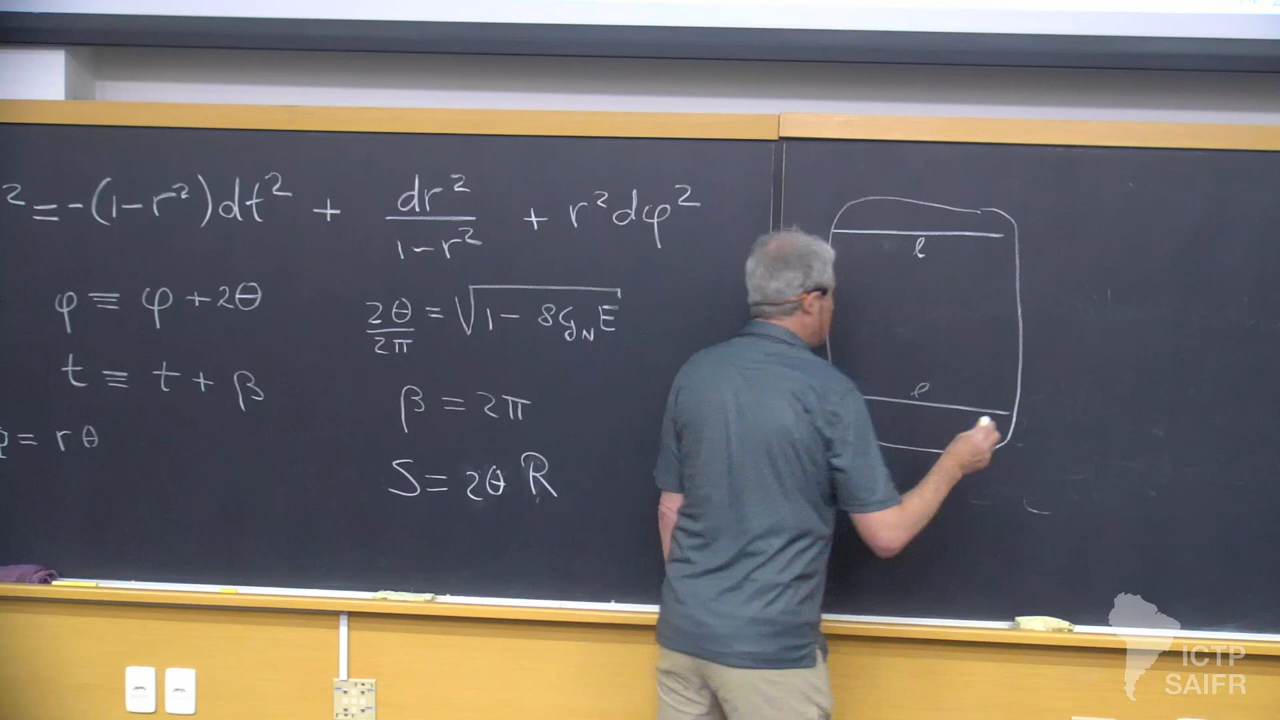 2 = -(1-r²)dt² + dr²/(1-r²) + r²dφ²
φ ≡ φ + 2θ
2θ/2π = √(1 - 8G_N E)
t ≡ t + β
β = 2π
= rθ
S = 2θ R
ℓ
ℓ
ICTP
SAIFR